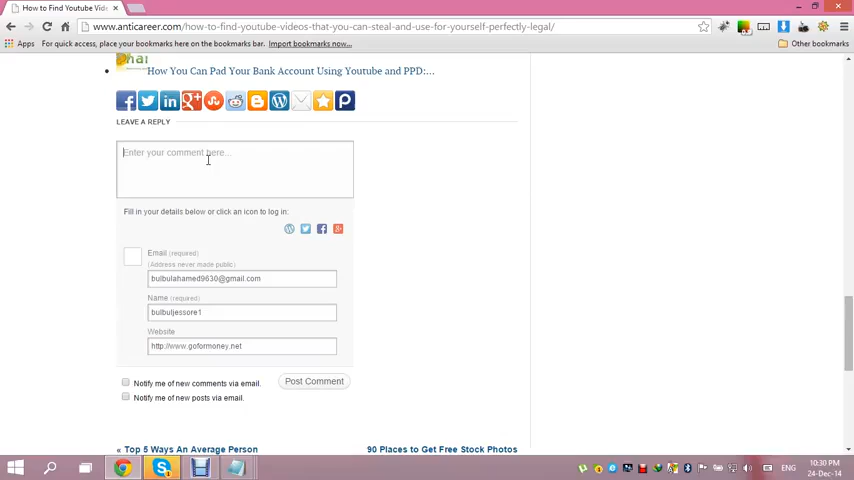 How to Find Youtube Vide
www.anticareer.com/how-to-find-youtube-videos-that-you-can-steal-and-use-for-yourself-perfectly-legal/
Apps For quick access, place your bookmarks here on the bookmarks bar. Import bookmarks now... Other bookmarks
How You Can Pad Your Bank Account Using Youtube and PPD:...
LEAVE A REPLY
Enter your comment here...
Fill in your details below or click an icon to log in:
Email (required)
(Address never made public)
bulbulahamed9630@gmail.com
Name (required)
bulbuljessore1
Website
http://www.goformoney.net
Notify me of new comments via email.
Post Comment
Notify me of new posts via email.
« Top 5 Ways An Average Person
90 Places to Get Free Stock Photos
ENG
10:30 PM
24-Dec-14